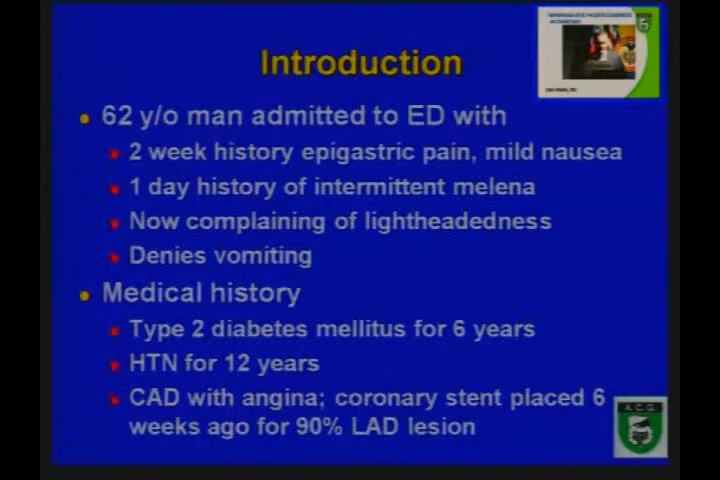 Introduction
62 y/o man admitted to ED with
2 week history epigastric pain, mild nausea
1 day history of intermittent melena
Now complaining of lightheadedness
Denies vomiting
Medical history
Type 2 diabetes mellitus for 6 years
HTN for 12 years
CAD with angina; coronary stent placed 6
weeks ago for 90% LAD lesion
A.C.G.